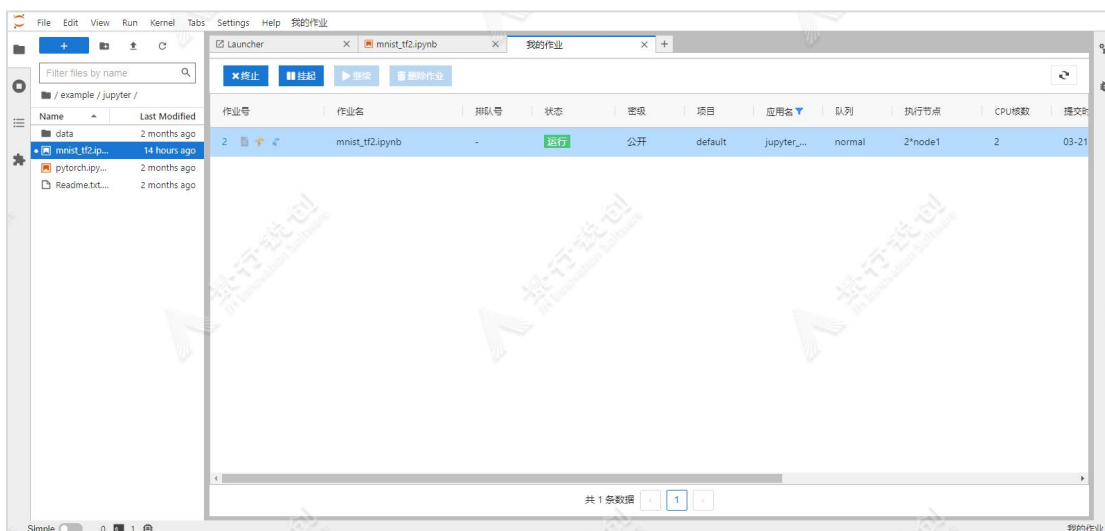 File Edit View Run Kernel Tabs Settings Help 我的作业
Launcher mnist_tf2.ipynb 我的作业
Filter files by name
终止 挂起 继续 删除作业
/ example / jupyter /
Name Last Modified
作业号 作业名 排队号 状态 密级 项目 应用名 队列 执行节点 CPU核数 提交时
data 2 months ago
mnist_tf2.ip... 14 hours ago
2 mnist_tf2.ipynb - 运行 公开 default jupyter_... normal 2*node1 2 03-21
pytorch.ipy... 2 months ago
Readme.txt.... 2 months ago
共 1 条数据 1
Simple 0 1 我的作业